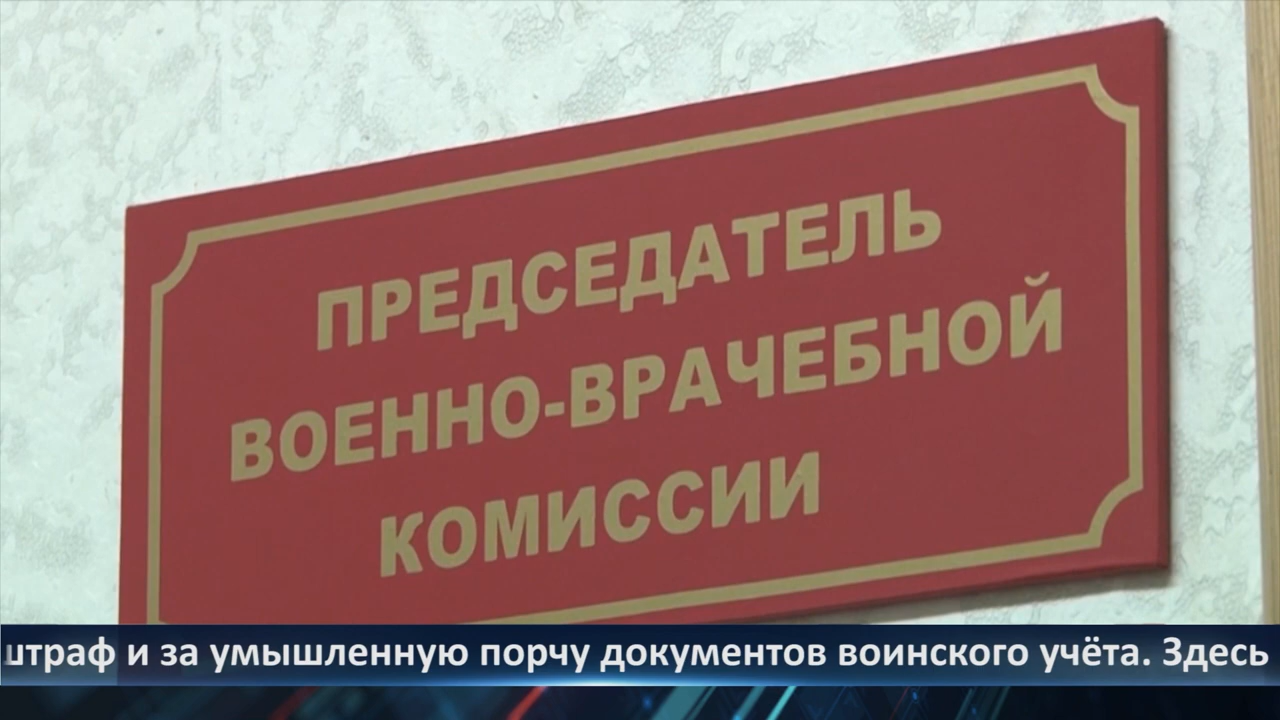 ПРЕДСЕДАТЕЛЬ
ВОЕННО-ВРАЧЕБНОЙ
КОМИССИИ
штраф и за умышленную порчу документов воинского учёта. Здесь